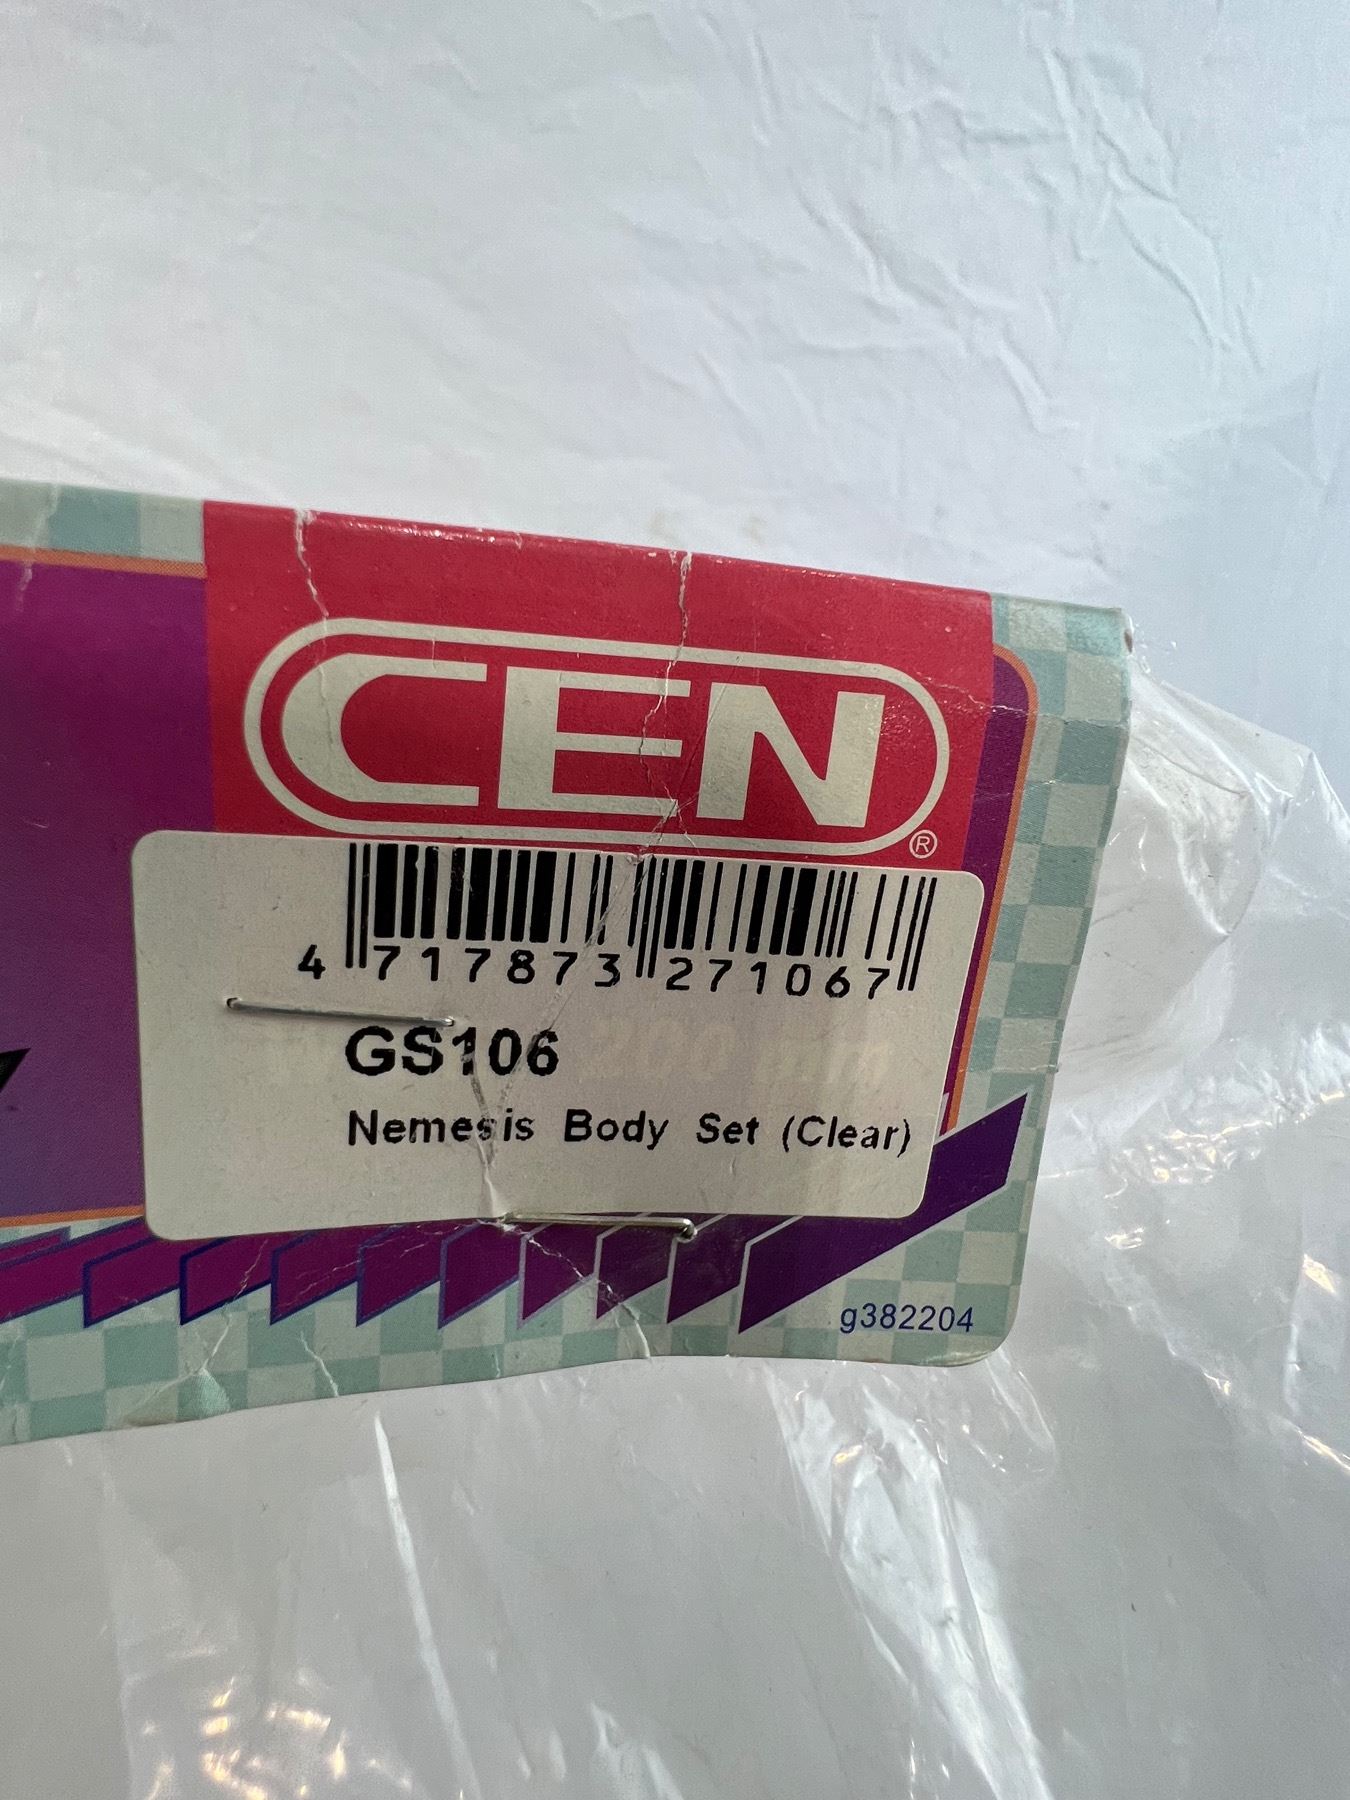 CEN
®
4 717873 271067
GS106
Nemesis Body Set (Clear)
g382204